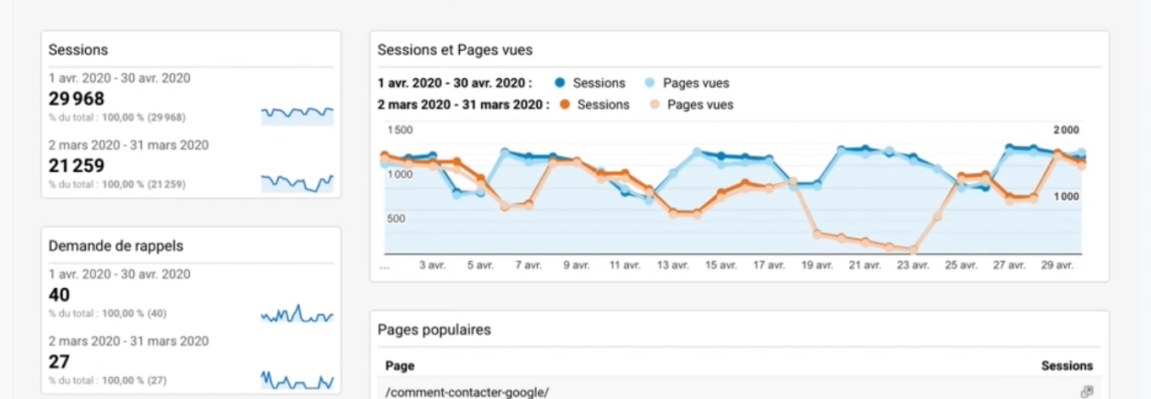 Sessions
1 avr. 2020 - 30 avr. 2020
29 968
% du total : 100,00 % (29 968)
2 mars 2020 - 31 mars 2020
21 259
% du total : 100,00 % (21 259)
Demande de rappels
1 avr. 2020 - 30 avr. 2020
40
% du total : 100,00 % (40)
2 mars 2020 - 31 mars 2020
27
% du total : 100,00 % (27)
Sessions et Pages vues
1 avr. 2020 - 30 avr. 2020 : Sessions Pages vues
2 mars 2020 - 31 mars 2020 : Sessions Pages vues
1 500 2 000
1 000
1 000
500
... 3 avr. 5 avr. 7 avr. 9 avr. 11 avr. 13 avr. 15 avr. 17 avr. 19 avr. 21 avr. 23 avr. 25 avr. 27 avr. 29 avr.
Pages populaires
Page Sessions
/comment-contacter-google/